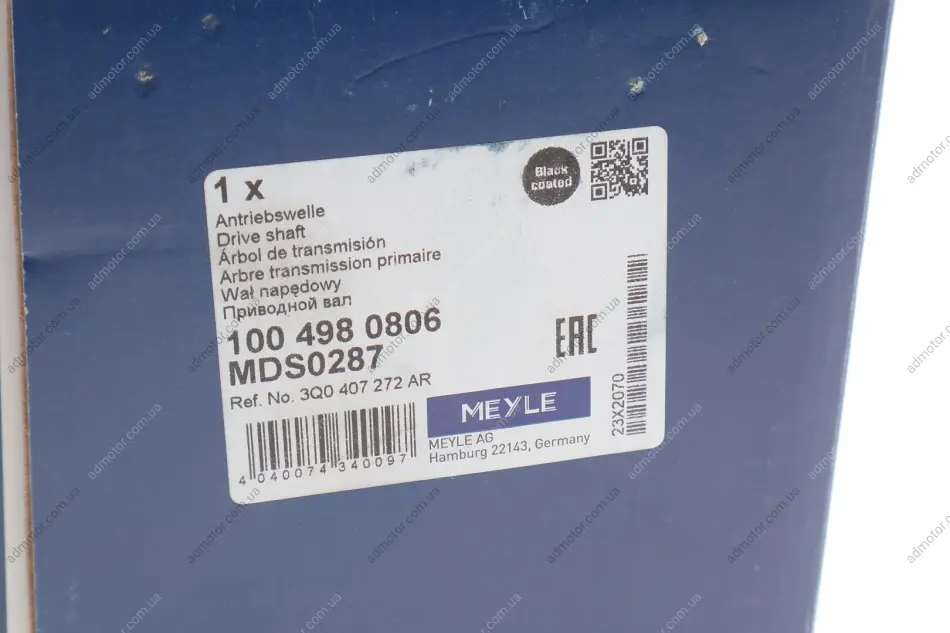 1 x
Black
coated
Antriebswelle
Drive shaft
Árbol de transmisión
Arbre transmission primaire
Wał napędowy
Приводной вал
100 498 0806
MDS0287
Ref. No. 3Q0 407 272 AR
EAC
MEYLE
MEYLE AG
Hamburg 22143, Germany
4 040074 340097
23X2070
admotor.com.ua